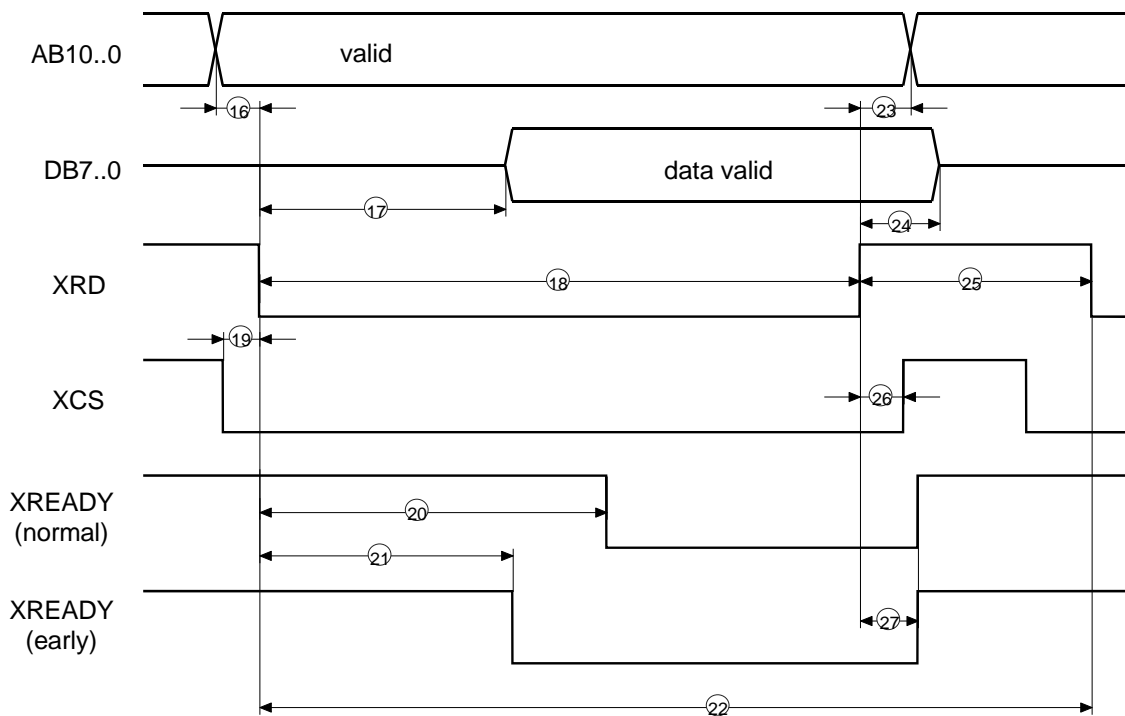 AB10..0
valid
16
23
DB7..0
data valid
17
24
XRD
18
25
19
XCS
26
XREADY
(normal)
20
21
XREADY
(early)
27
22